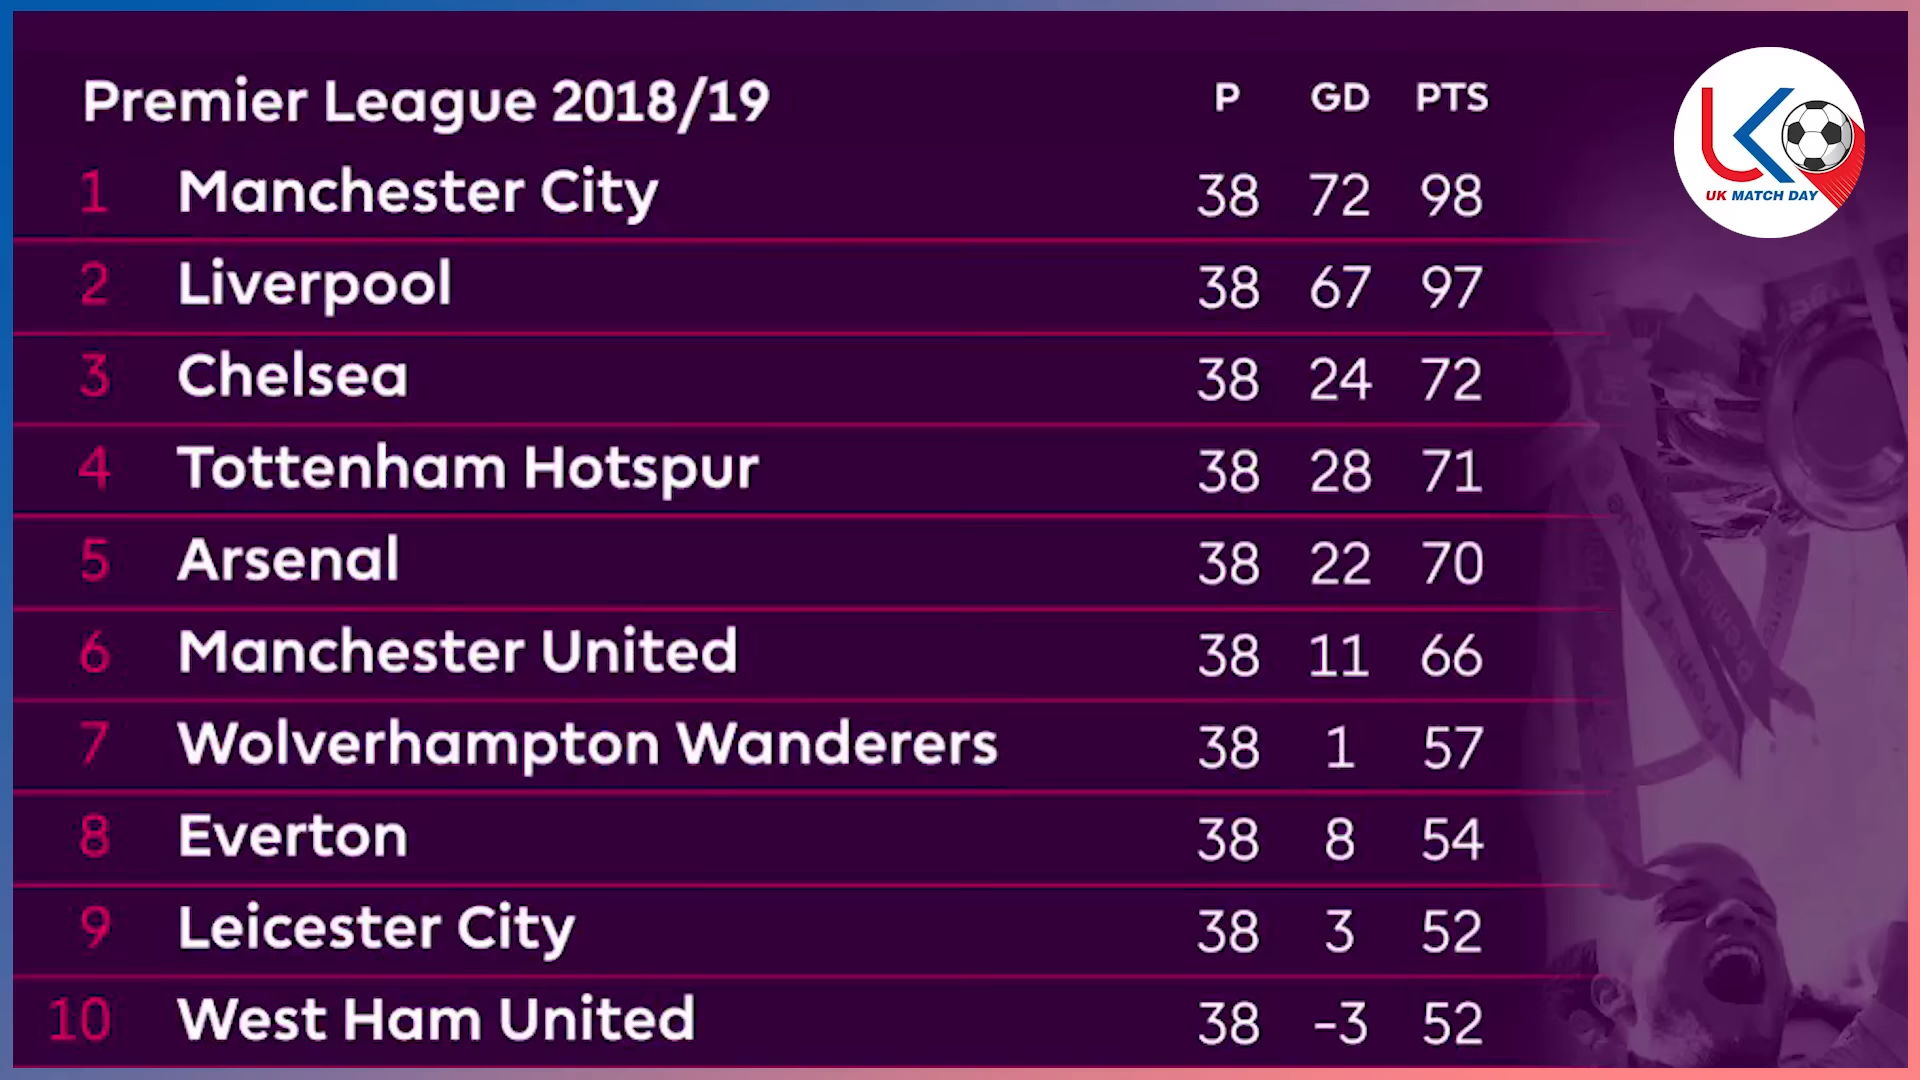 Premier League 2018/19 P GD PTS
UK MATCH DAY
1 Manchester City 38 72 98
2 Liverpool 38 67 97
3 Chelsea 38 24 72
4 Tottenham Hotspur 38 28 71
5 Arsenal 38 22 70
6 Manchester United 38 11 66
7 Wolverhampton Wanderers 38 1 57
8 Everton 38 8 54
9 Leicester City 38 3 52
10 West Ham United 38 -3 52